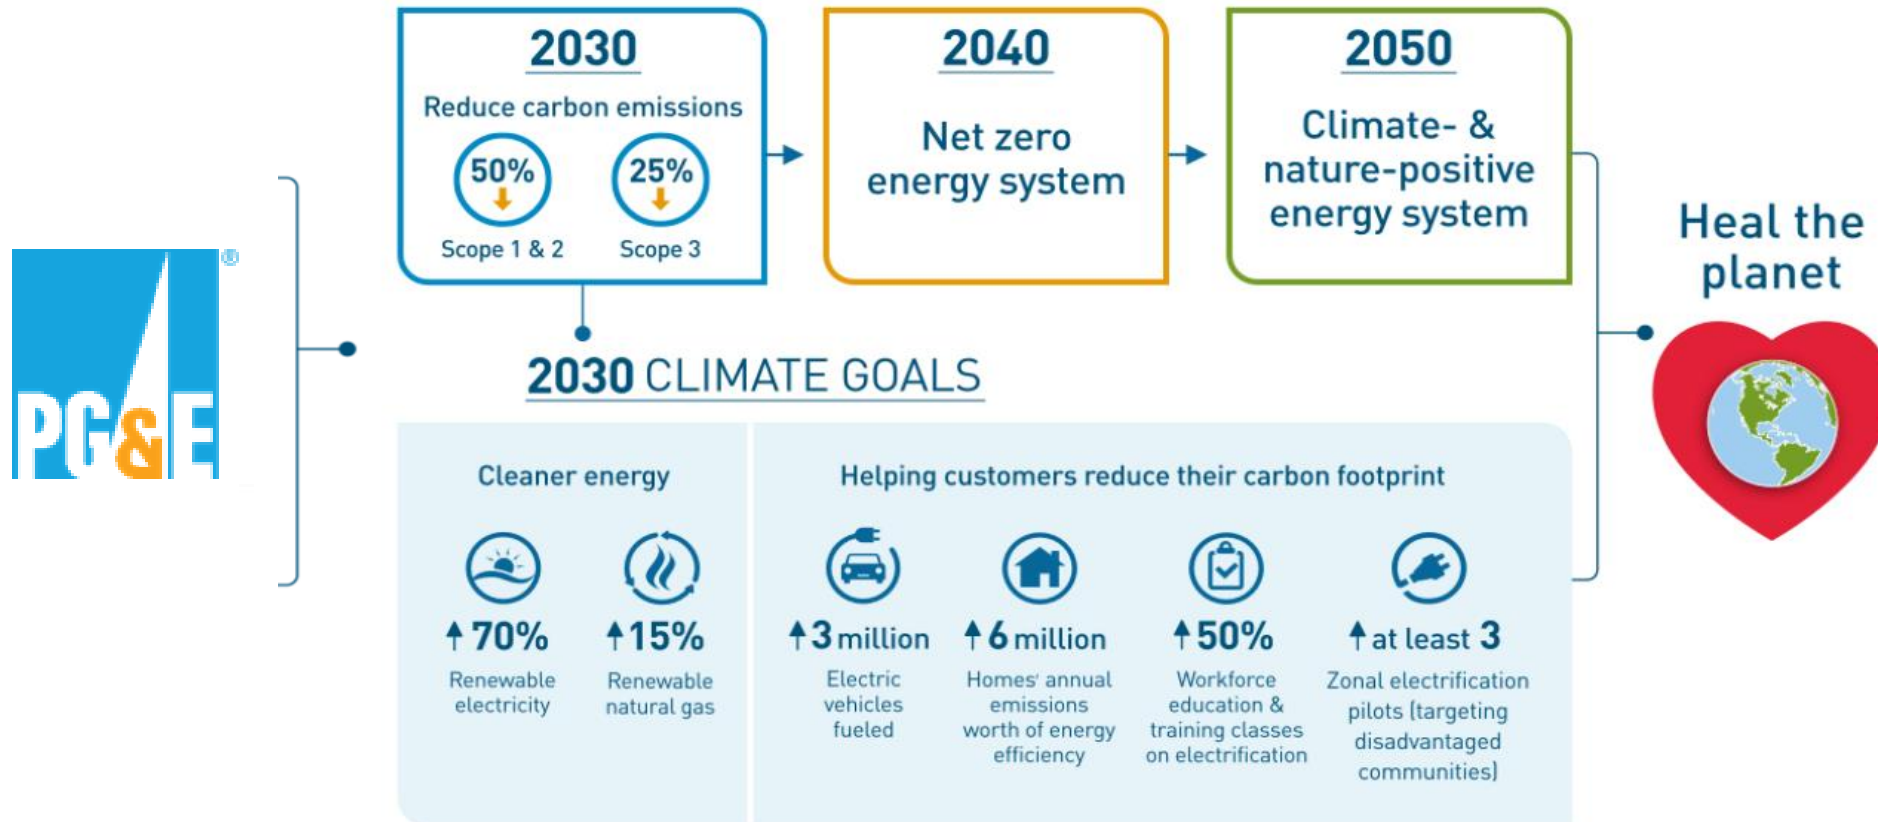 PG&E®
2030
Reduce carbon emissions
50%
Scope 1 & 2
25%
Scope 3
2040
Net zero
energy system
2050
Climate- &
nature-positive
energy system
Heal the
planet
2030 CLIMATE GOALS
Cleaner energy
70%
Renewable
electricity
15%
Renewable
natural gas
Helping customers reduce their carbon footprint
3 million
Electric
vehicles
fueled
6 million
Homes' annual
emissions
worth of energy
efficiency
50%
Workforce
education &
training classes
on electrification
at least 3
Zonal electrification
pilots (targeting
disadvantaged
communities)